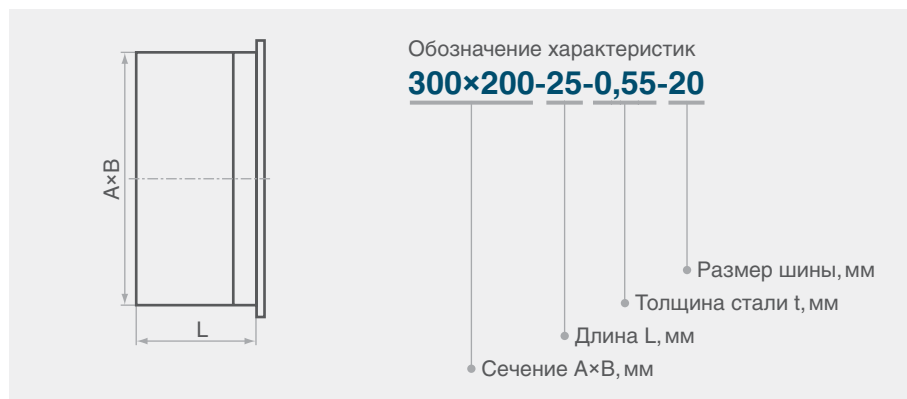 Обозначение характеристик
300×200-25-0,55-20
A×B
L
Размер шины, мм
Толщина стали t, мм
Длина L, мм
Сечение A×B, мм